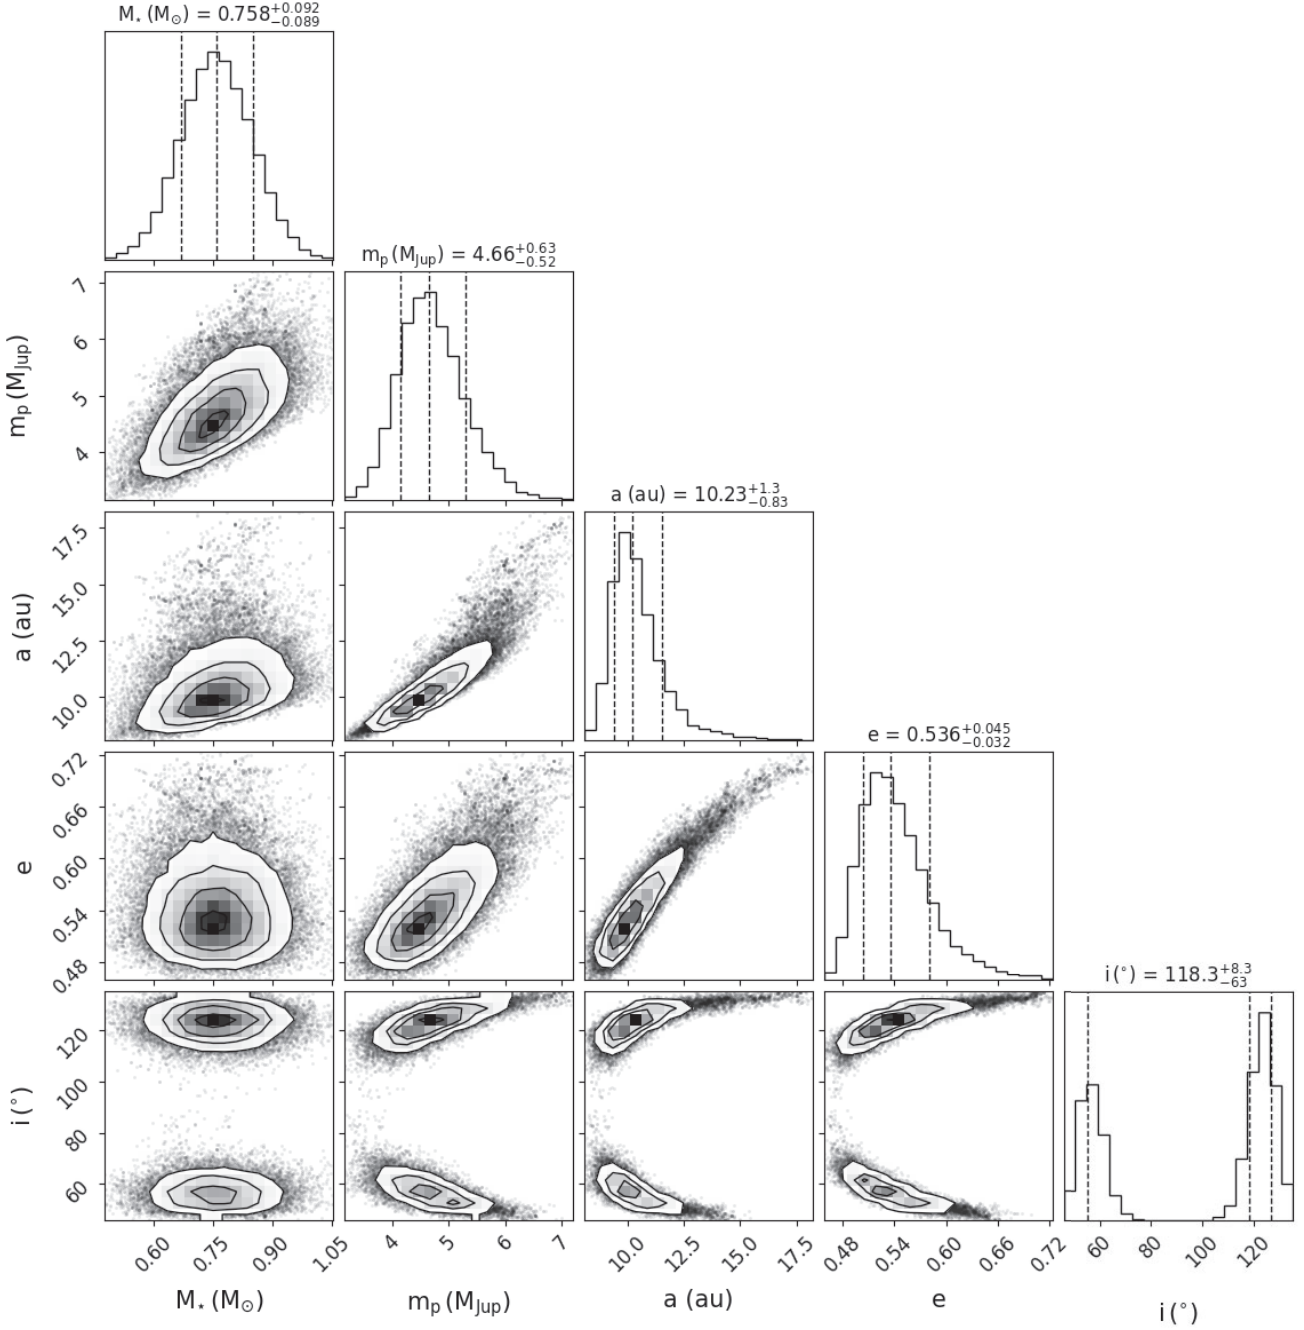 M⋆ (M⊙) = 0.758+0.092 −0.089
mp (MJup) = 4.66+0.63 −0.52
7
6
5
4
mp (MJup)
a (au) = 10.23+1.3 −0.83
17.5
15.0
12.5
10.0
a (au)
e = 0.536+0.045 −0.032
0.72
0.66
0.60
0.54
0.48
e
i (°) = 118.3+8.3 −63
120
100
80
60
i (°)
0.60 0.75 0.90 1.05 4 5 6 7 10.0 12.5 15.0 17.5 0.48 0.54 0.60 0.66 0.72 60 80 100 120
M⋆ (M⊙) mp (MJup) a (au) e i (°)